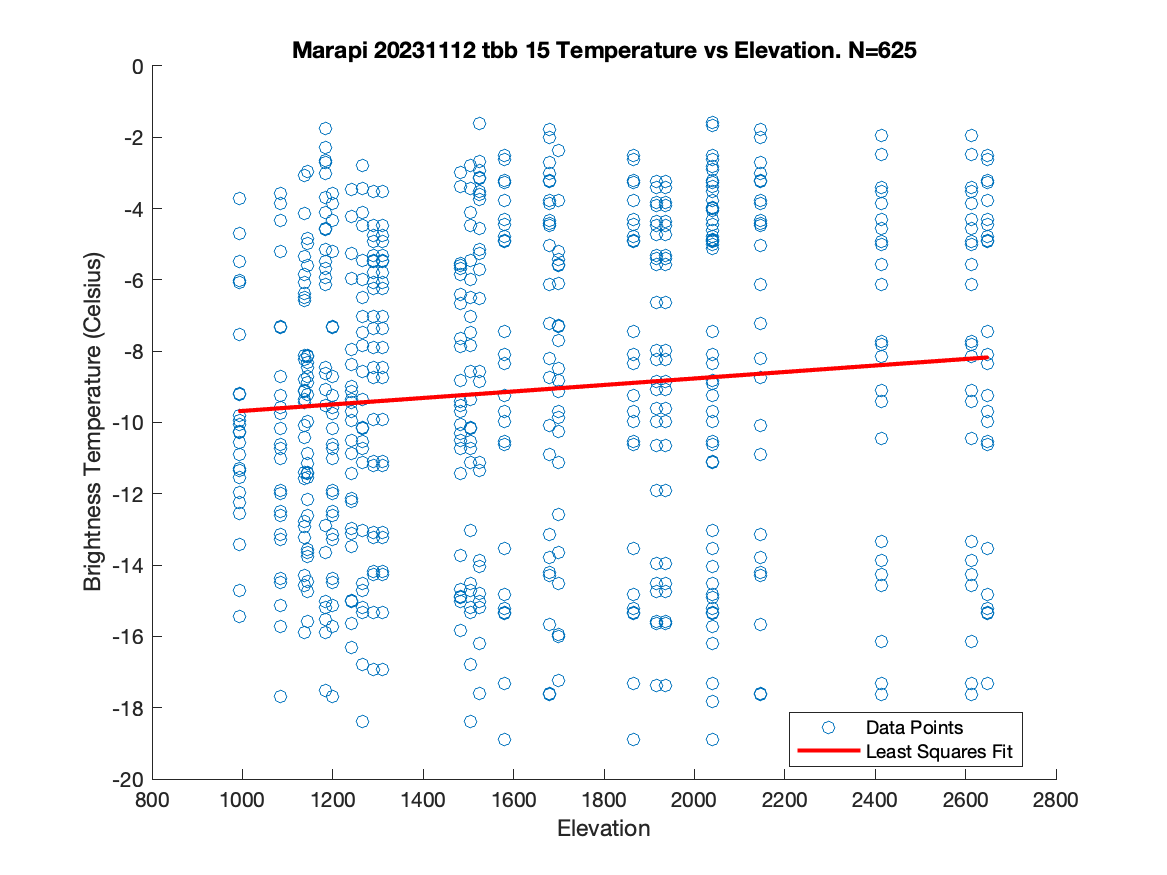 Marapi 20231112 tbb 15 Temperature vs Elevation. N=625
0
-2
-4
-6
-8
-10
-12
-14
-16
-18
-20
Brightness Temperature (Celsius)
Data Points
Least Squares Fit
800 1000 1200 1400 1600 1800 2000 2200 2400 2600 2800
Elevation